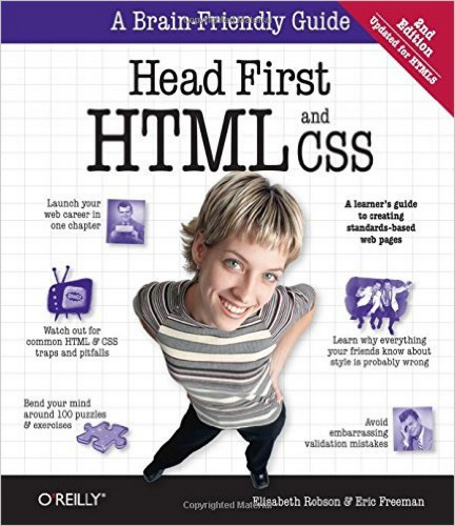 A Brain-Friendly Guide
2nd Edition
Updated for HTML5
Head First
HTML and CSS
Launch your
web career in
one chapter
A learner's guide
to creating
standards-based
web pages
Watch out for
common HTML & CSS
traps and pitfalls
Learn why everything
your friends know about
style is probably wrong
Bend your mind
around 100 puzzles
& exercises
Avoid
embarrassing
validation mistakes
O'REILLY®
Elisabeth Robson & Eric Freeman
Copyrighted Material